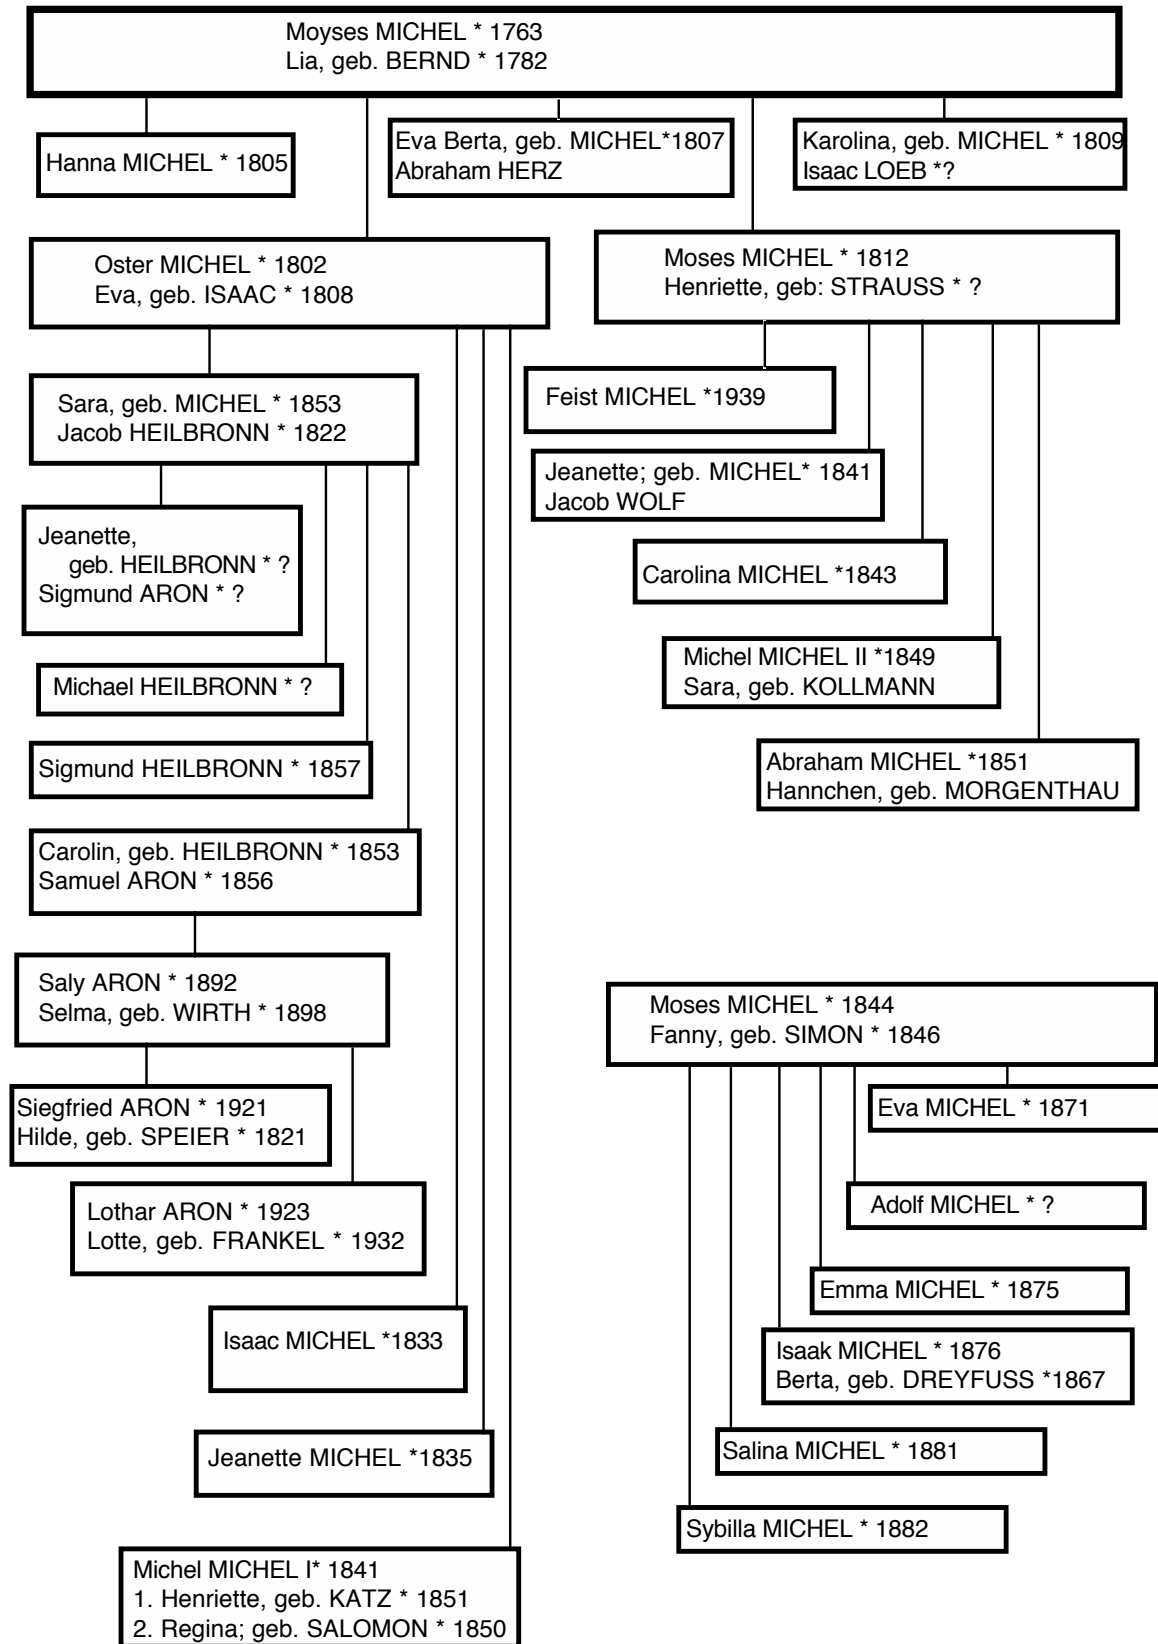 Moyses MICHEL * 1763
Lia, geb. BERND * 1782
Hanna MICHEL * 1805
Eva Berta, geb. MICHEL*1807
Abraham HERZ
Karolina, geb. MICHEL * 1809
Isaac LOEB *?
Oster MICHEL * 1802
Eva, geb. ISAAC * 1808
Moses MICHEL * 1812
Henriette, geb: STRAUSS * ?
Sara, geb. MICHEL * 1853
Jacob HEILBRONN * 1822
Feist MICHEL *1939
Jeanette; geb. MICHEL* 1841
Jacob WOLF
Jeanette,
geb. HEILBRONN * ?
Sigmund ARON * ?
Carolina MICHEL *1843
Michael HEILBRONN * ?
Michel MICHEL II *1849
Sara, geb. KOLLMANN
Sigmund HEILBRONN * 1857
Abraham MICHEL *1851
Hannchen, geb. MORGENTHAU
Carolin, geb. HEILBRONN * 1853
Samuel ARON * 1856
Saly ARON * 1892
Selma, geb. WIRTH * 1898
Moses MICHEL * 1844
Fanny, geb. SIMON * 1846
Siegfried ARON * 1921
Hilde, geb. SPEIER * 1821
Eva MICHEL * 1871
Lothar ARON * 1923
Lotte, geb. FRANKEL * 1932
Adolf MICHEL * ?
Emma MICHEL * 1875
Isaac MICHEL *1833
Isaak MICHEL * 1876
Berta, geb. DREYFUSS *1867
Jeanette MICHEL *1835
Salina MICHEL * 1881
Sybilla MICHEL * 1882
Michel MICHEL I* 1841
1. Henriette, geb. KATZ * 1851
2. Regina; geb. SALOMON * 1850